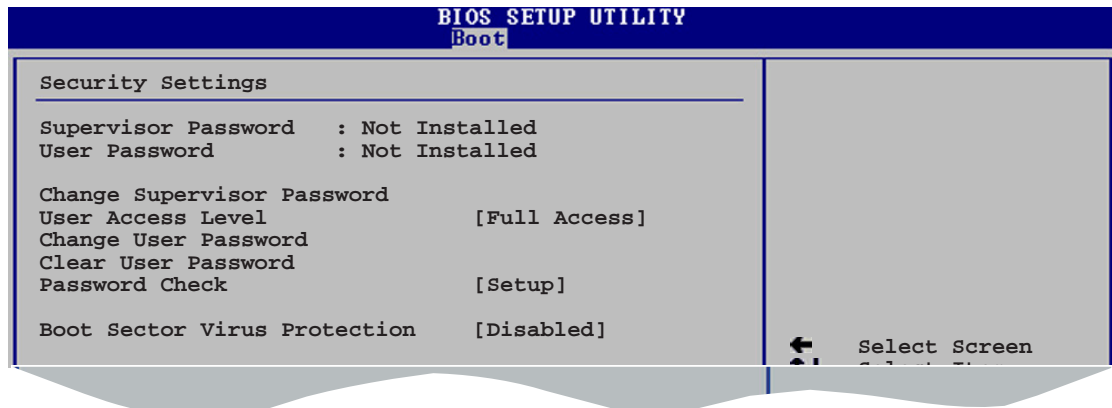 BIOS SETUP UTILITY
Boot
Security Settings
Supervisor Password : Not Installed
User Password : Not Installed
Change Supervisor Password
User Access Level [Full Access]
Change User Password
Clear User Password
Password Check [Setup]
Boot Sector Virus Protection [Disabled]
← Select Screen